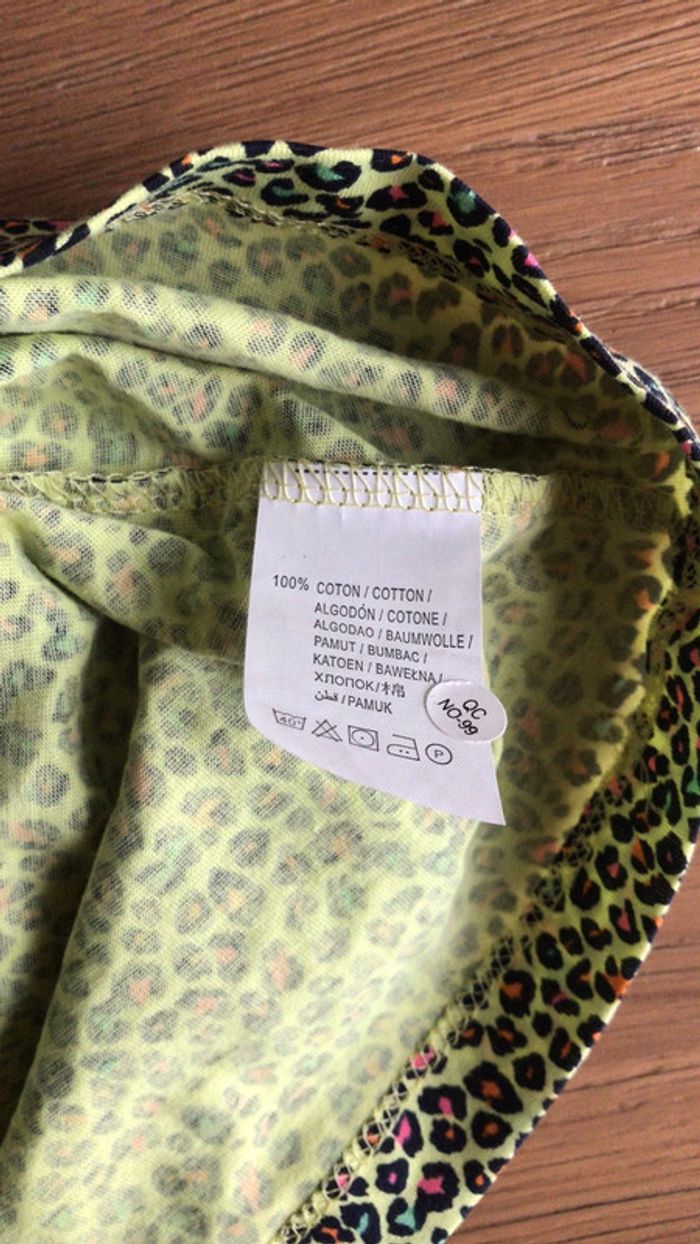 100% COTON / COTTON /
ALGODÓN / COTONE /
ALGODAO / BAUMWOLLE /
PAMUT / BUMBAC /
KATOEN / BAWEŁNA /
ХЛОПОК / 棉
قطن / PAMUK
QC
NO-99
40°
P